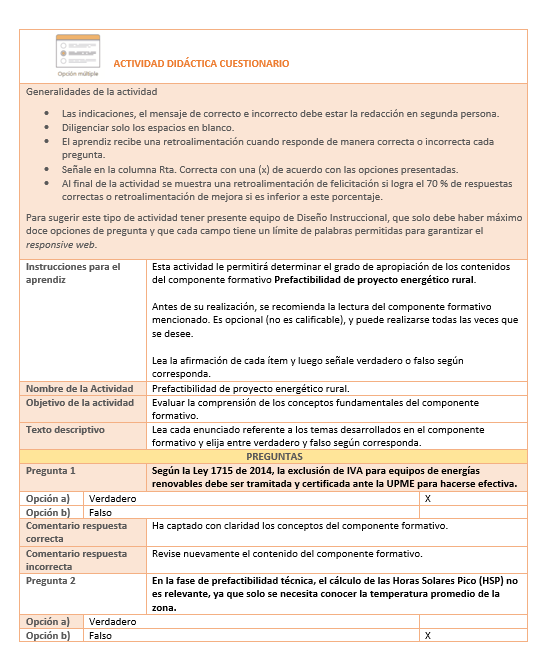 Opción múltiple
ACTIVIDAD DIDÁCTICA CUESTIONARIO
Generalidades de la actividad
• Las indicaciones, el mensaje de correcto e incorrecto debe estar la redacción en segunda persona.
• Diligenciar solo los espacios en blanco.
• El aprendiz recibe una retroalimentación cuando responde de manera correcta o incorrecta cada
pregunta.
• Señale en la columna Rta. Correcta con una (x) de acuerdo con las opciones presentadas.
• Al final de la actividad se muestra una retroalimentación de felicitación si logra el 70 % de respuestas
correctas o retroalimentación de mejora si es inferior a este porcentaje.
Para sugerir este tipo de actividad tener presente equipo de Diseño Instruccional, que solo debe haber máximo
doce opciones de pregunta y que cada campo tiene un límite de palabras permitidas para garantizar el
responsive web.
Instrucciones para el
aprendiz
Esta actividad le permitirá determinar el grado de apropiación de los contenidos
del componente formativo Prefactibilidad de proyecto energético rural.
Antes de su realización, se recomienda la lectura del componente formativo
mencionado. Es opcional (no es calificable), y puede realizarse todas las veces que
se desee.
Lea la afirmación de cada ítem y luego señale verdadero o falso según
corresponda.
Nombre de la Actividad
Prefactibilidad de proyecto energético rural.
Objetivo de la actividad
Evaluar la comprensión de los conceptos fundamentales del componente
formativo.
Texto descriptivo
Lea cada enunciado referente a los temas desarrollados en el componente
formativo y elija entre verdadero y falso según corresponda.
PREGUNTAS
Pregunta 1
Según la Ley 1715 de 2014, la exclusión de IVA para equipos de energías
renovables debe ser tramitada y certificada ante la UPME para hacerse efectiva.
Opción a) Verdadero X
Opción b) Falso
Comentario respuesta
correcta
Ha captado con claridad los conceptos del componente formativo.
Comentario respuesta
incorrecta
Revise nuevamente el contenido del componente formativo.
Pregunta 2
En la fase de prefactibilidad técnica, el cálculo de las Horas Solares Pico (HSP) no
es relevante, ya que solo se necesita conocer la temperatura promedio de la
zona.
Opción a) Verdadero
Opción b) Falso X